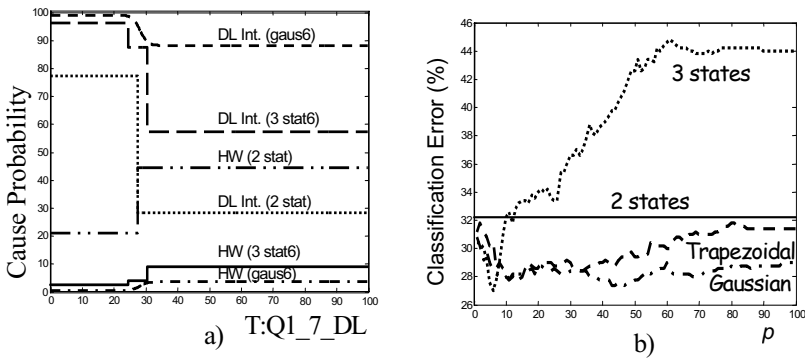 Cause Probability
100
90
80
70
60
50
40
30
20
10
0
DL Int. (gaus6)
DL Int. (3 stat6)
HW (2 stat)
DL Int. (2 stat)
HW (3 stat6)
HW (gaus6)
0 10 20 30 40 50 60 70 80 90 100
a) T:Q1_7_DL
Classification Error (%)
44
42
40
38
36
34
32
30
28
26
3 states
2 states
Trapezoidal
Gaussian
0 10 20 30 40 50 60 70 80 90 100
b) p